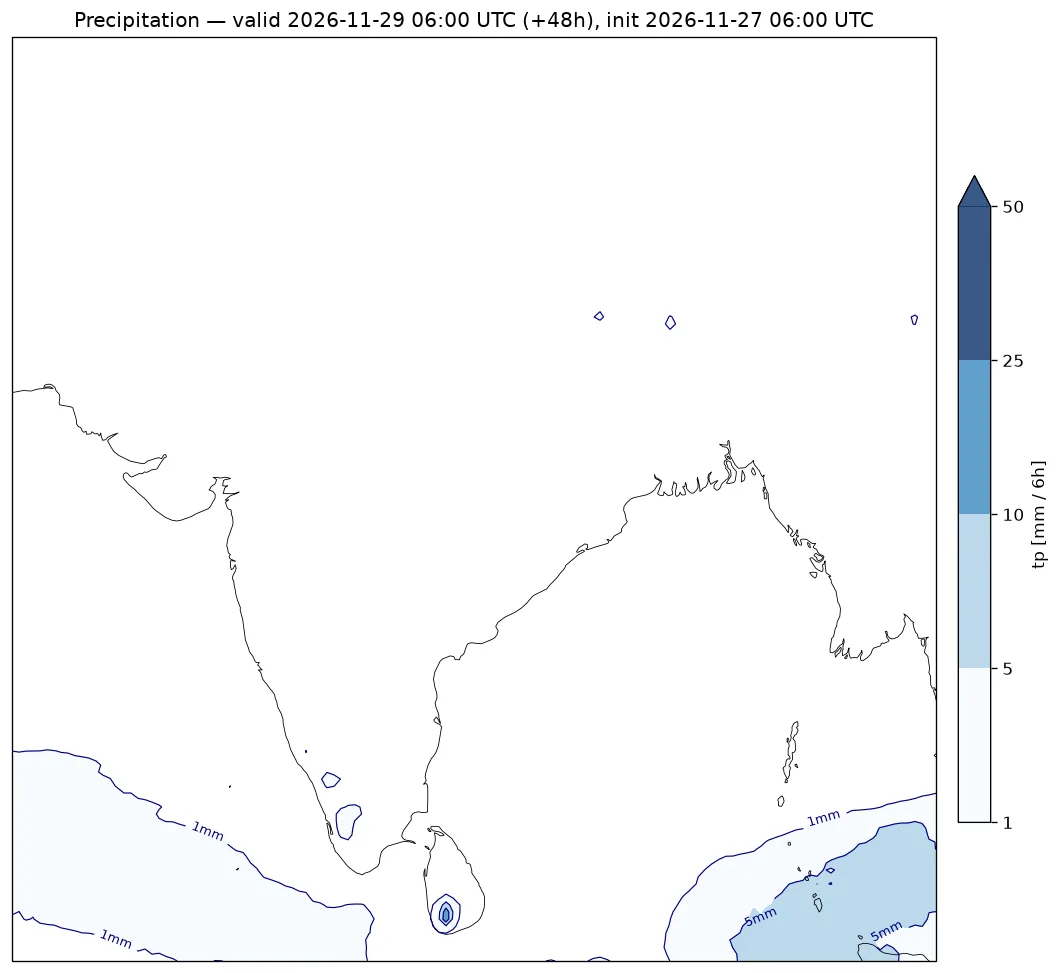 Precipitation — valid 2026-11-29 06:00 UTC (+48h), init 2026-11-27 06:00 UTC
50
25
10
5
1
tp [mm / 6h]
1mm
1mm
5mm
5mm
1mm